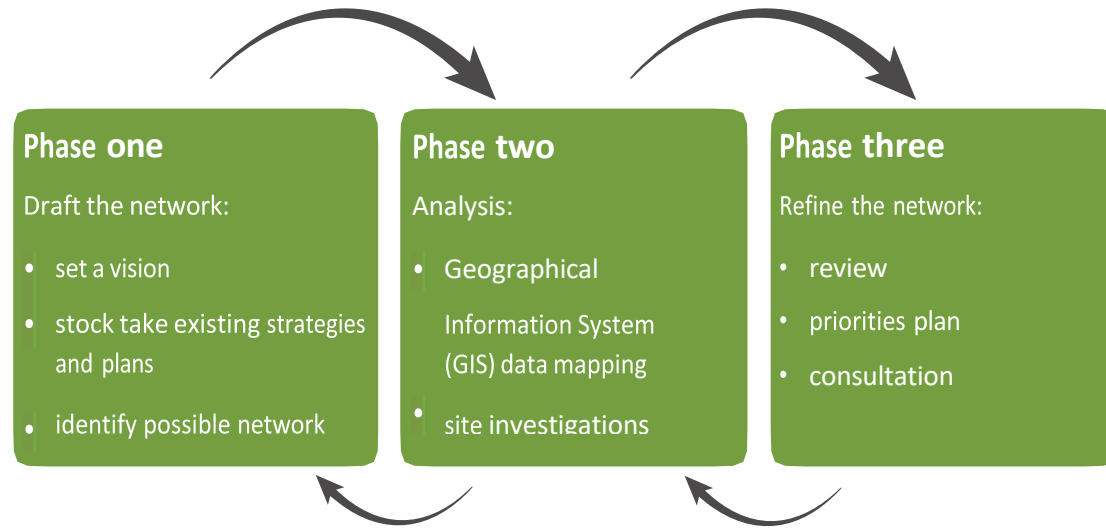 Phase one
Draft the network:
• set a vision
• stock take existing strategies
and plans
• identify possible network
Phase two
Analysis:
• Geographical
Information System
(GIS) data mapping
• site investigations
Phase three
Refine the network:
• review
• priorities plan
• consultation